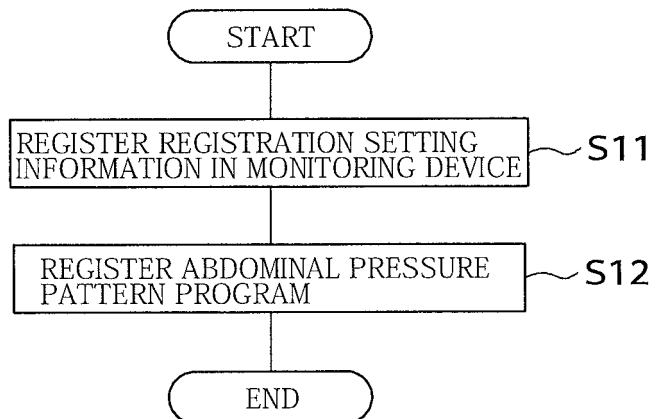 START
REGISTER REGISTRATION SETTING
INFORMATION IN MONITORING DEVICE
S11
REGISTER ABDOMINAL PRESSURE
PATTERN PROGRAM
S12
END